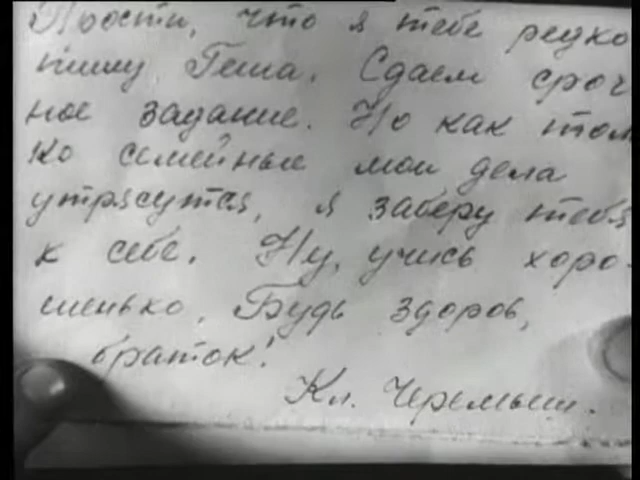 Прости, что я тебе редко
пишу Геша. Сдаем сроч
ное задание. Но как толь
ко семейные мои дела
утрясутся, я заберу тебя
к себе. Ну, учись хоро-
шенько. Будь здоров,
браток!
Кл. Черемыш.